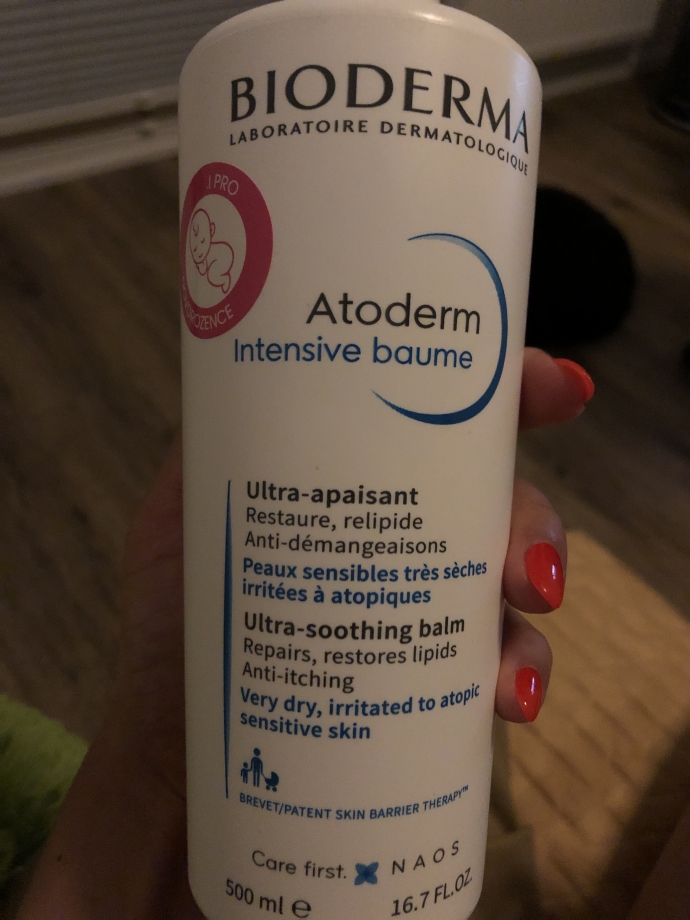 BIODERMA
LABORATOIRE DERMATOLOGIQUE
I PRO
Atoderm
Intensive baume
Ultra-apaisant
Restaure, relipide
Anti-démangeaisons
Peaux sensibles très sèches
irritées à atopiques
Ultra-soothing balm
Repairs, restores lipids
Anti-itching
Very dry, irritated to atopic
sensitive skin
BREVET/PATENT SKIN BARRIER THERAPY™
Care first. NAOS
500 ml ℮ 16.7 FL.OZ.